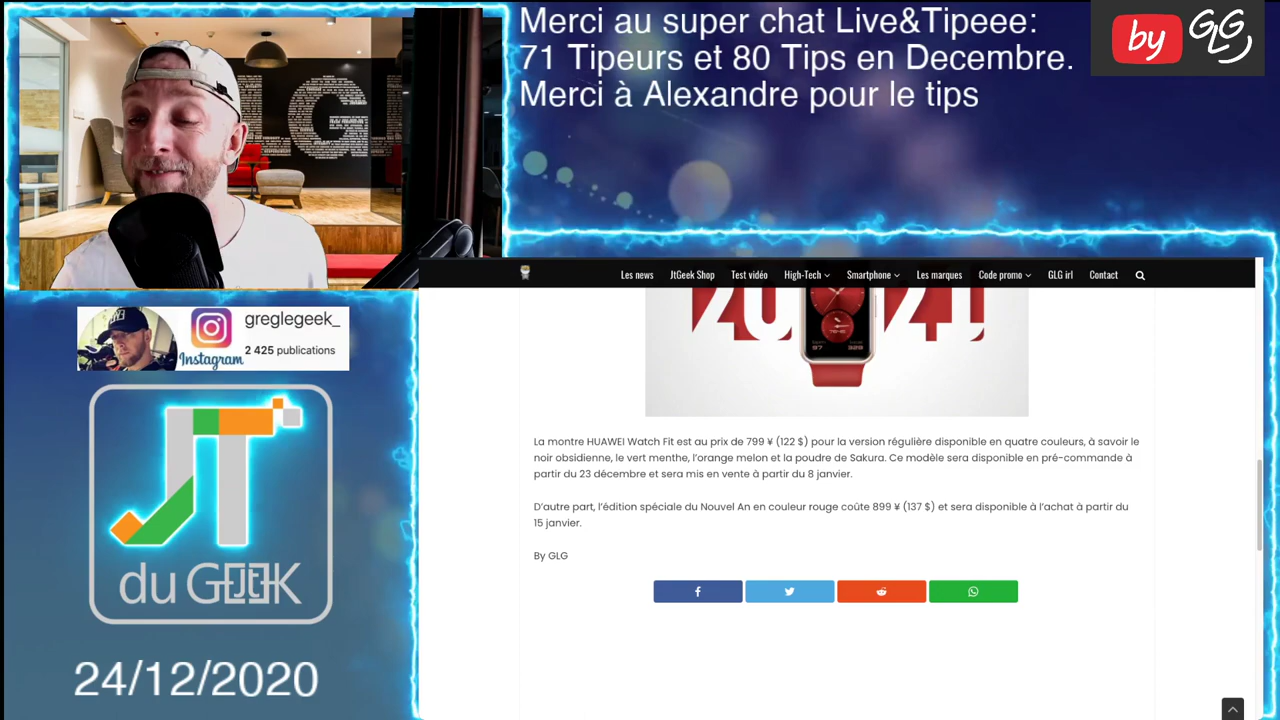 Merci au super chat Live&Tipeee:
71 Tipeurs et 80 Tips en Decembre.
Merci à Alexandre pour le tips
by GLG
Les news JtGeek Shop Test vidéo High-Tech Smartphone Les marques Code promo GLG irl Contact
La montre HUAWEI Watch Fit est au prix de 799 ¥ (122 $) pour la version régulière disponible en quatre couleurs, à savoir le
noir obsidienne, le vert menthe, l'orange melon et la poudre de Sakura. Ce modèle sera disponible en pré-commande à
partir du 23 décembre et sera mis en vente à partir du 8 janvier.
D'autre part, l'édition spéciale du Nouvel An en couleur rouge coûte 899 ¥ (137 $) et sera disponible à l'achat à partir du
15 janvier.
By GLG
greglegeek_
2 425 publications
Instagram
JT
du GEEK
24/12/2020